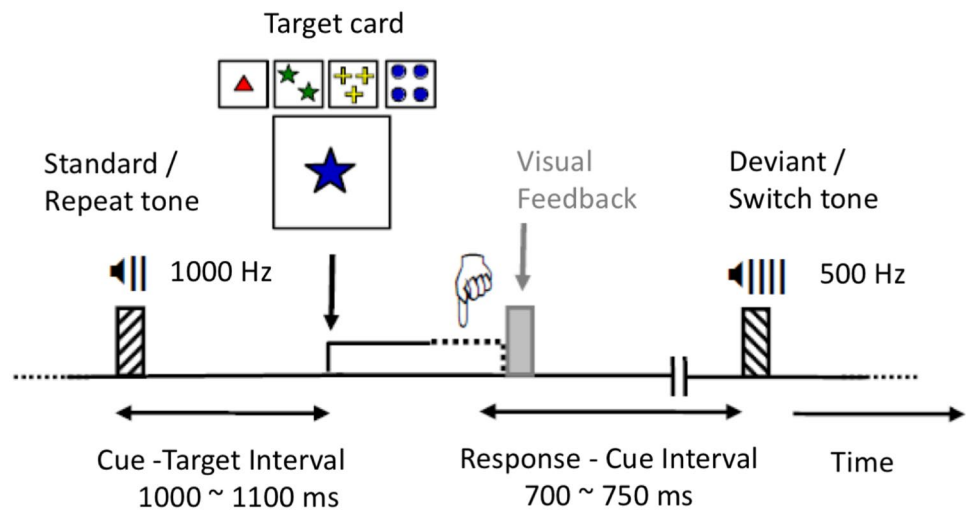 Target card
Standard /
Repeat tone
Visual
Feedback
Deviant /
Switch tone
1000 Hz
500 Hz
Cue -Target Interval
1000 ~ 1100 ms
Response - Cue Interval
700 ~ 750 ms
Time